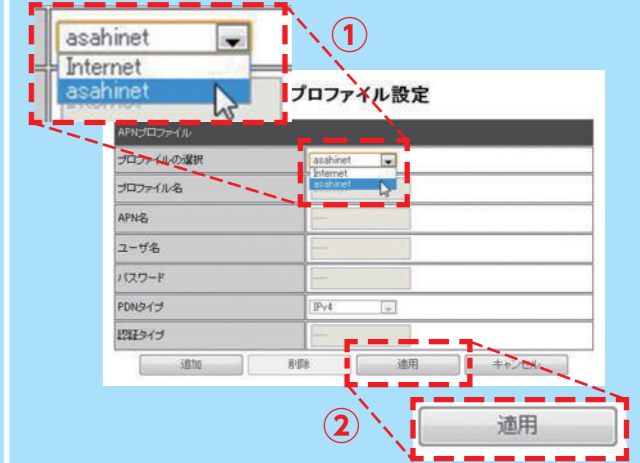 asahinet
Internet
asahinet
①
プロファイル設定
APNプロファイル
プロファイルの選択
asahinet
Internet
asahinet
プロファイル名
APN名
ユーザ名
パスワード
PDNタイプ
IPv4
認証タイプ
追加
削除
適用
キャンセル
②
適用